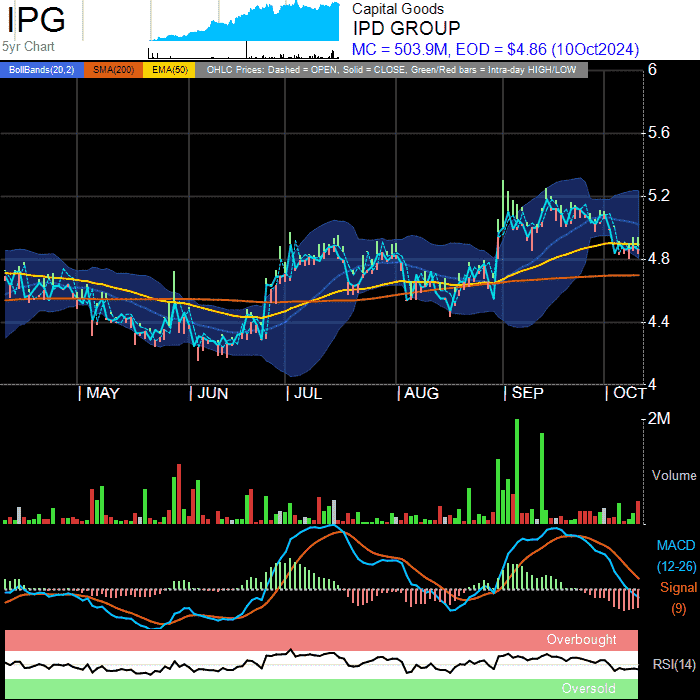 IPG
5yr Chart
Capital Goods
IPD GROUP
MC = 503.9M, EOD = $4.86 (10Oct2024)
BollBands(20,2) SMA(200) EMA(50) OHLC Prices: Dashed = OPEN, Solid = CLOSE, Green/Red bars = Intra-day HIGH/LOW
6
5.6
5.2
4.8
4.4
4
| MAY | JUN | JUL | AUG | SEP | OCT
2M
Volume
MACD
(12-26)
Signal
(9)
Overbought
RSI(14)
Oversold